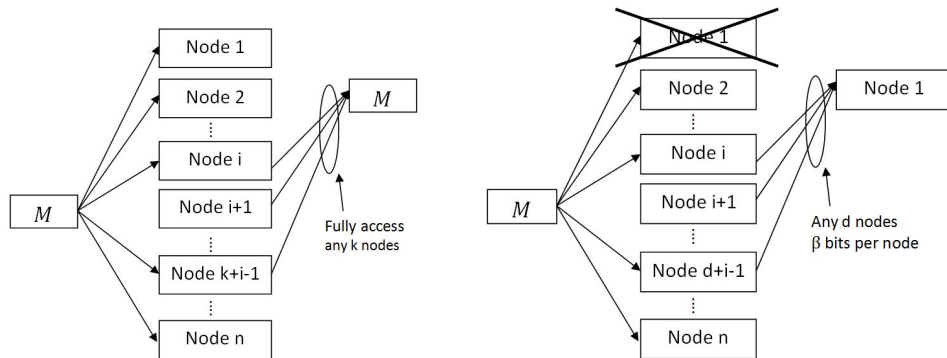 Node 1
Node 2
Node i
Node i+1
Node k+i-1
Node n
M
M
Fully access
any k nodes
Node 1
Node 2
Node i
Node i+1
Node d+i-1
Node n
M
Node 1
Any d nodes
β bits per node